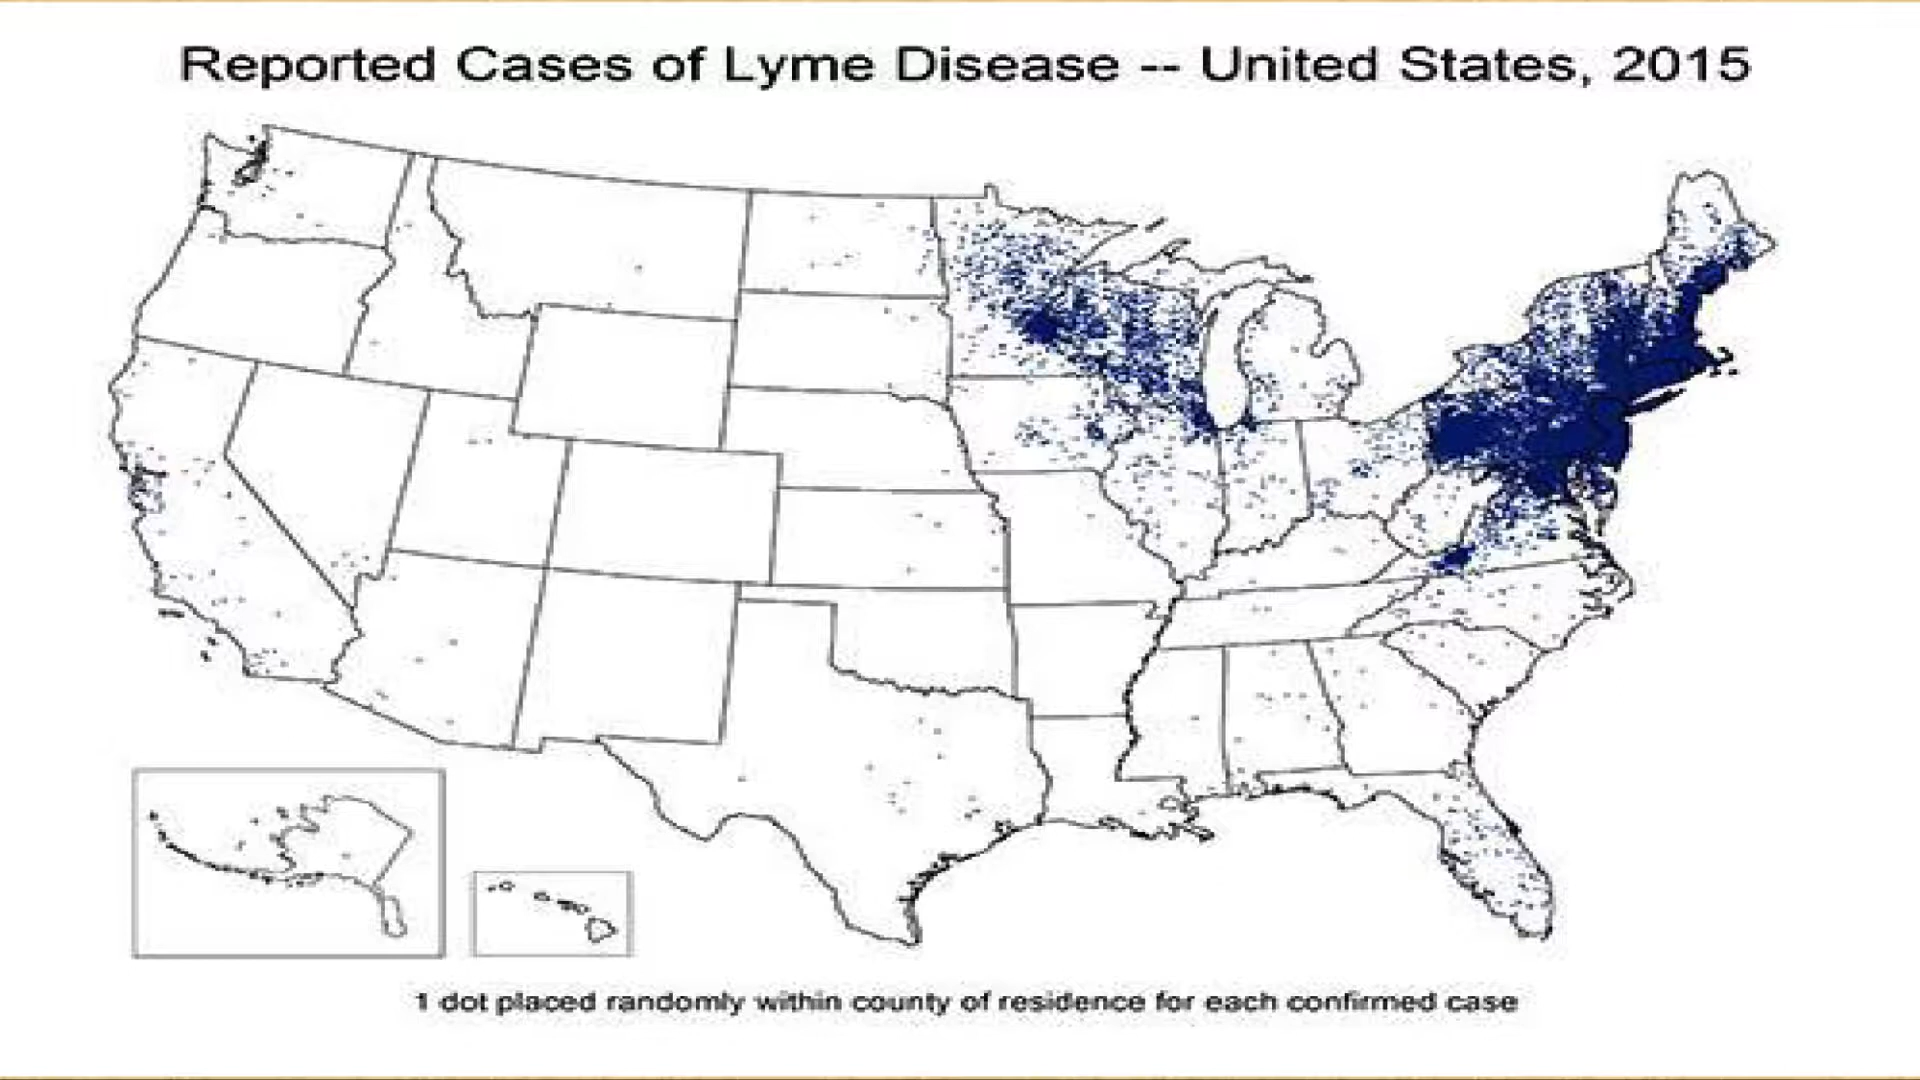 Reported Cases of Lyme Disease -- United States, 2015
1 dot placed randomly within county of residence for each confirmed case